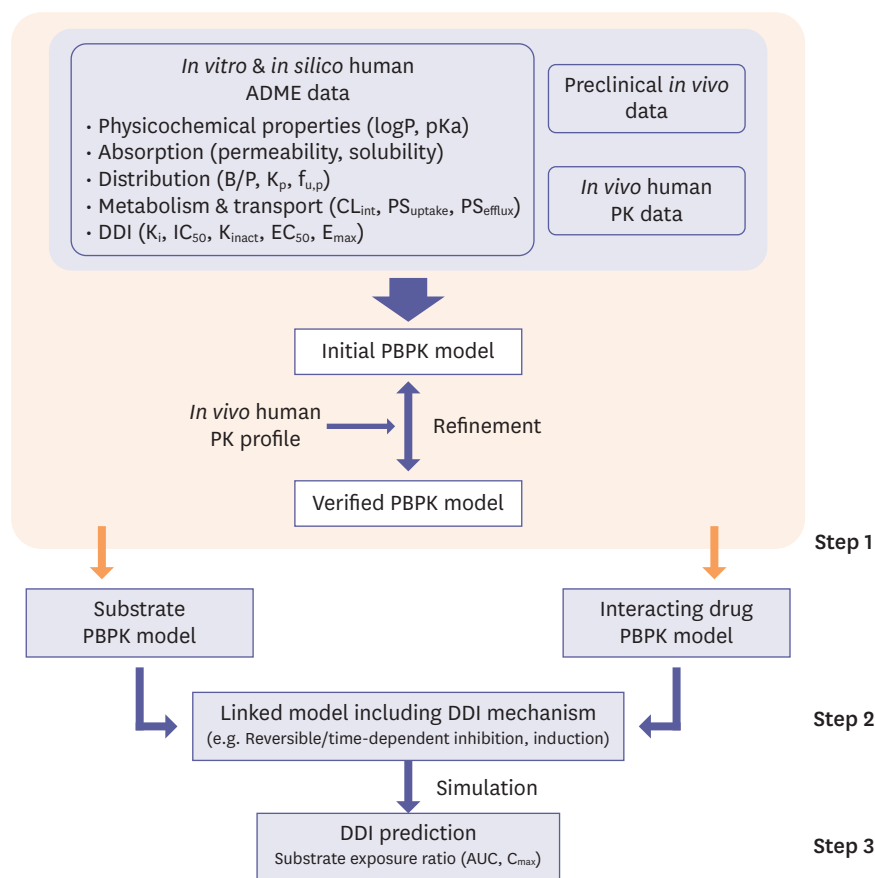 In vitro & in silico human
ADME data
· Physicochemical properties (logP, pKa)
· Absorption (permeability, solubility)
· Distribution (B/P, Kp, fu,p)
· Metabolism & transport (CLint, PSuptake, PSefflux)
· DDI (Ki, IC50, Kinact, EC50, Emax)
Preclinical in vivo
data
In vivo human
PK data
Initial PBPK model
In vivo human
PK profile
Refinement
Verified PBPK model
Step 1
Substrate
PBPK model
Interacting drug
PBPK model
Linked model including DDI mechanism
(e.g. Reversible/time-dependent inhibition, induction)
Step 2
Simulation
DDI prediction
Substrate exposure ratio (AUC, Cmax)
Step 3